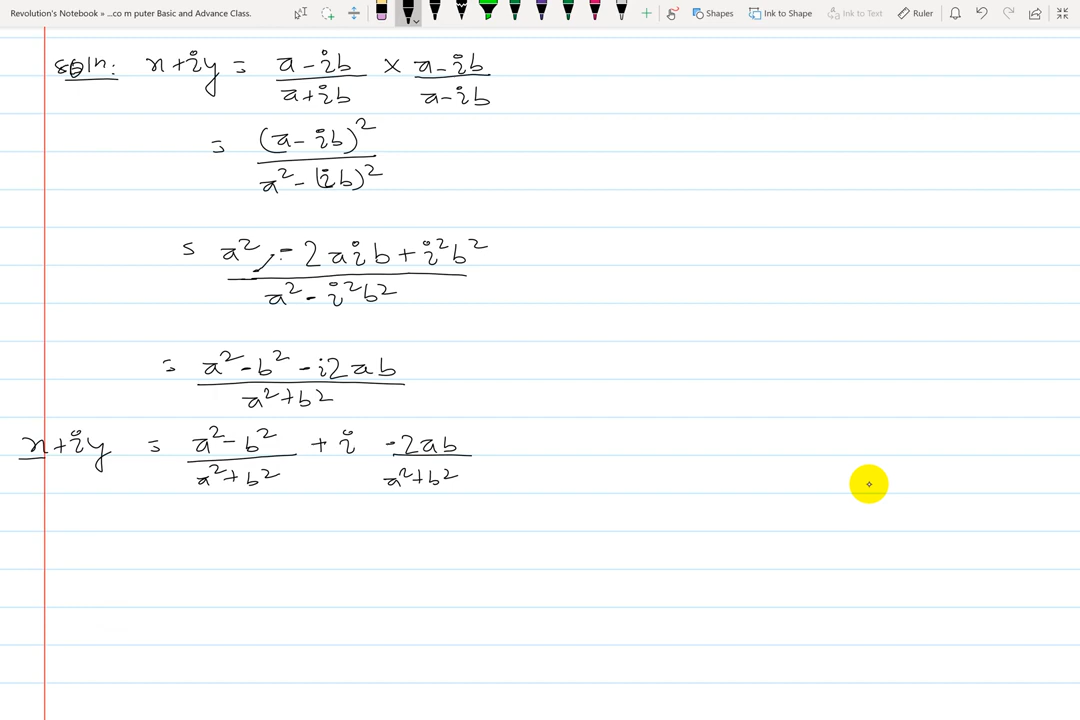 Revolution's Notebook » ...co m puter Basic and Advance Class.
Shapes
Ink to Shape
Ink to Text
Ruler
soln: x+iy = (a-ib)/(a+ib) × (a-ib)/(a-ib)
= (a-ib)²/(a²-(ib)²)
= (a² - 2aib + i²b²)/(a² - i²b²)
= (a²-b² -i2ab)/(a²+b²)
x+iy = (a²-b²)/(a²+b²) + i -2ab/(a²+b²)